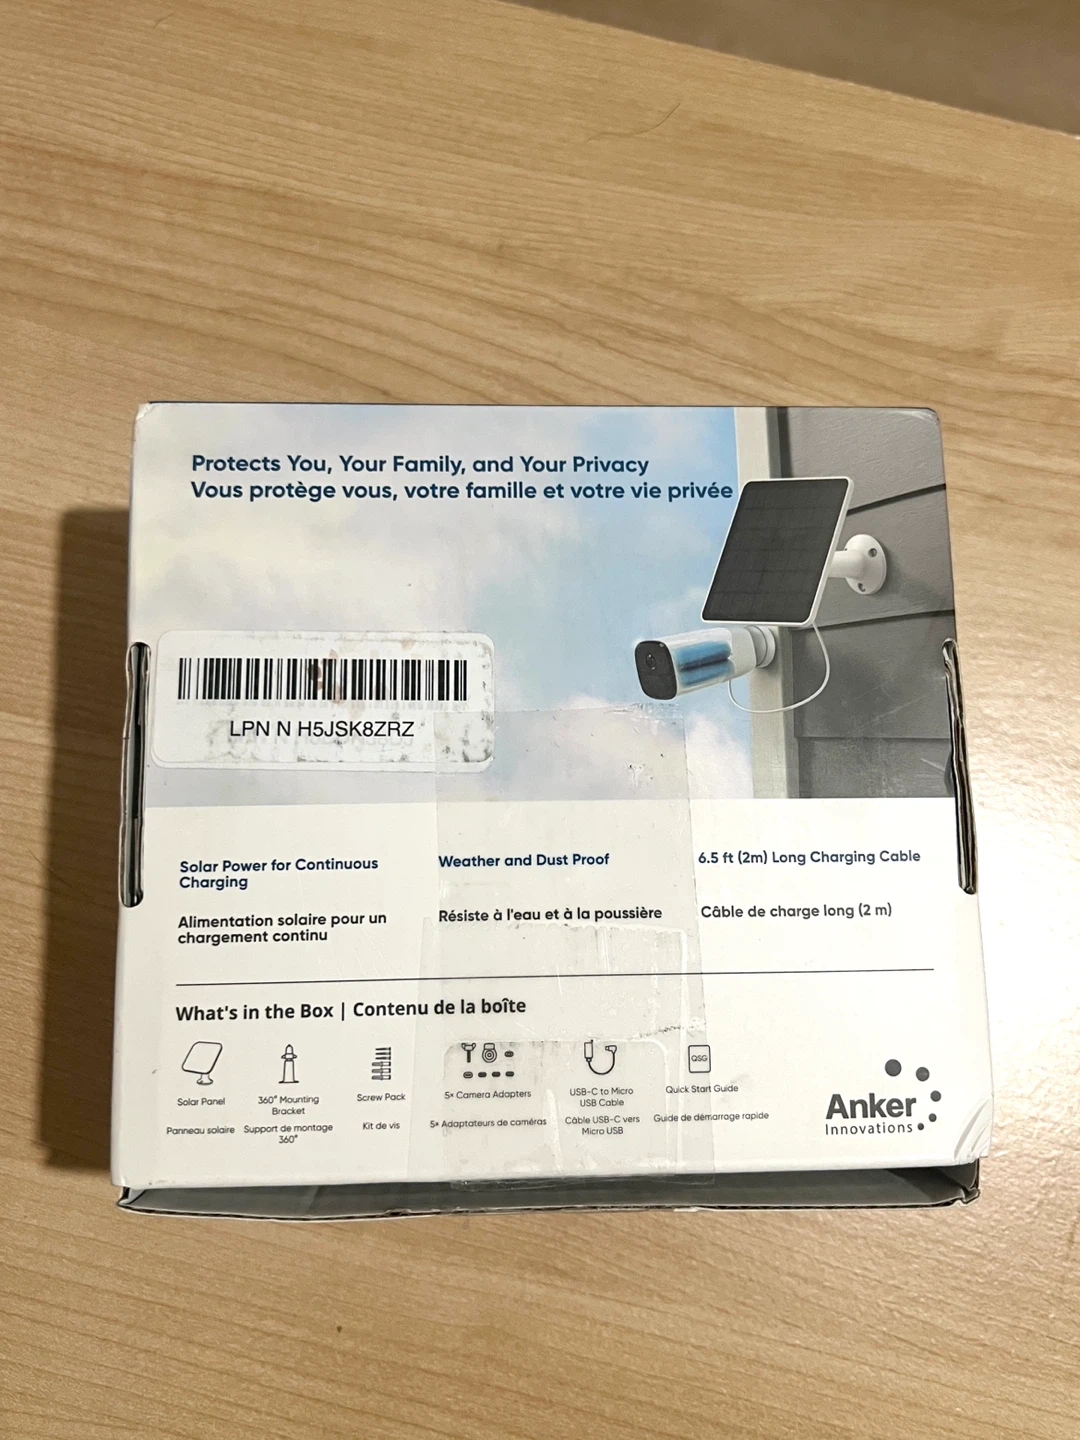 Protects You, Your Family, and Your Privacy
Vous protège vous, votre famille et votre vie privée
LPN N H5JSK8ZRZ
Solar Power for Continuous
Charging
Alimentation solaire pour un
chargement continu
Weather and Dust Proof
Résiste à l'eau et à la poussière
6.5 ft (2m) Long Charging Cable
Câble de charge long (2 m)
What's in the Box | Contenu de la boîte
Solar Panel
Panneau solaire
360° Mounting
Bracket
Support de montage
360°
Screw Pack
Kit de vis
5× Camera Adapters
5× Adaptateurs de caméras
USB-C to Micro
USB Cable
Câble USB-C vers
Micro USB
QSG
Quick Start Guide
Guide de démarrage rapide
Anker
Innovations